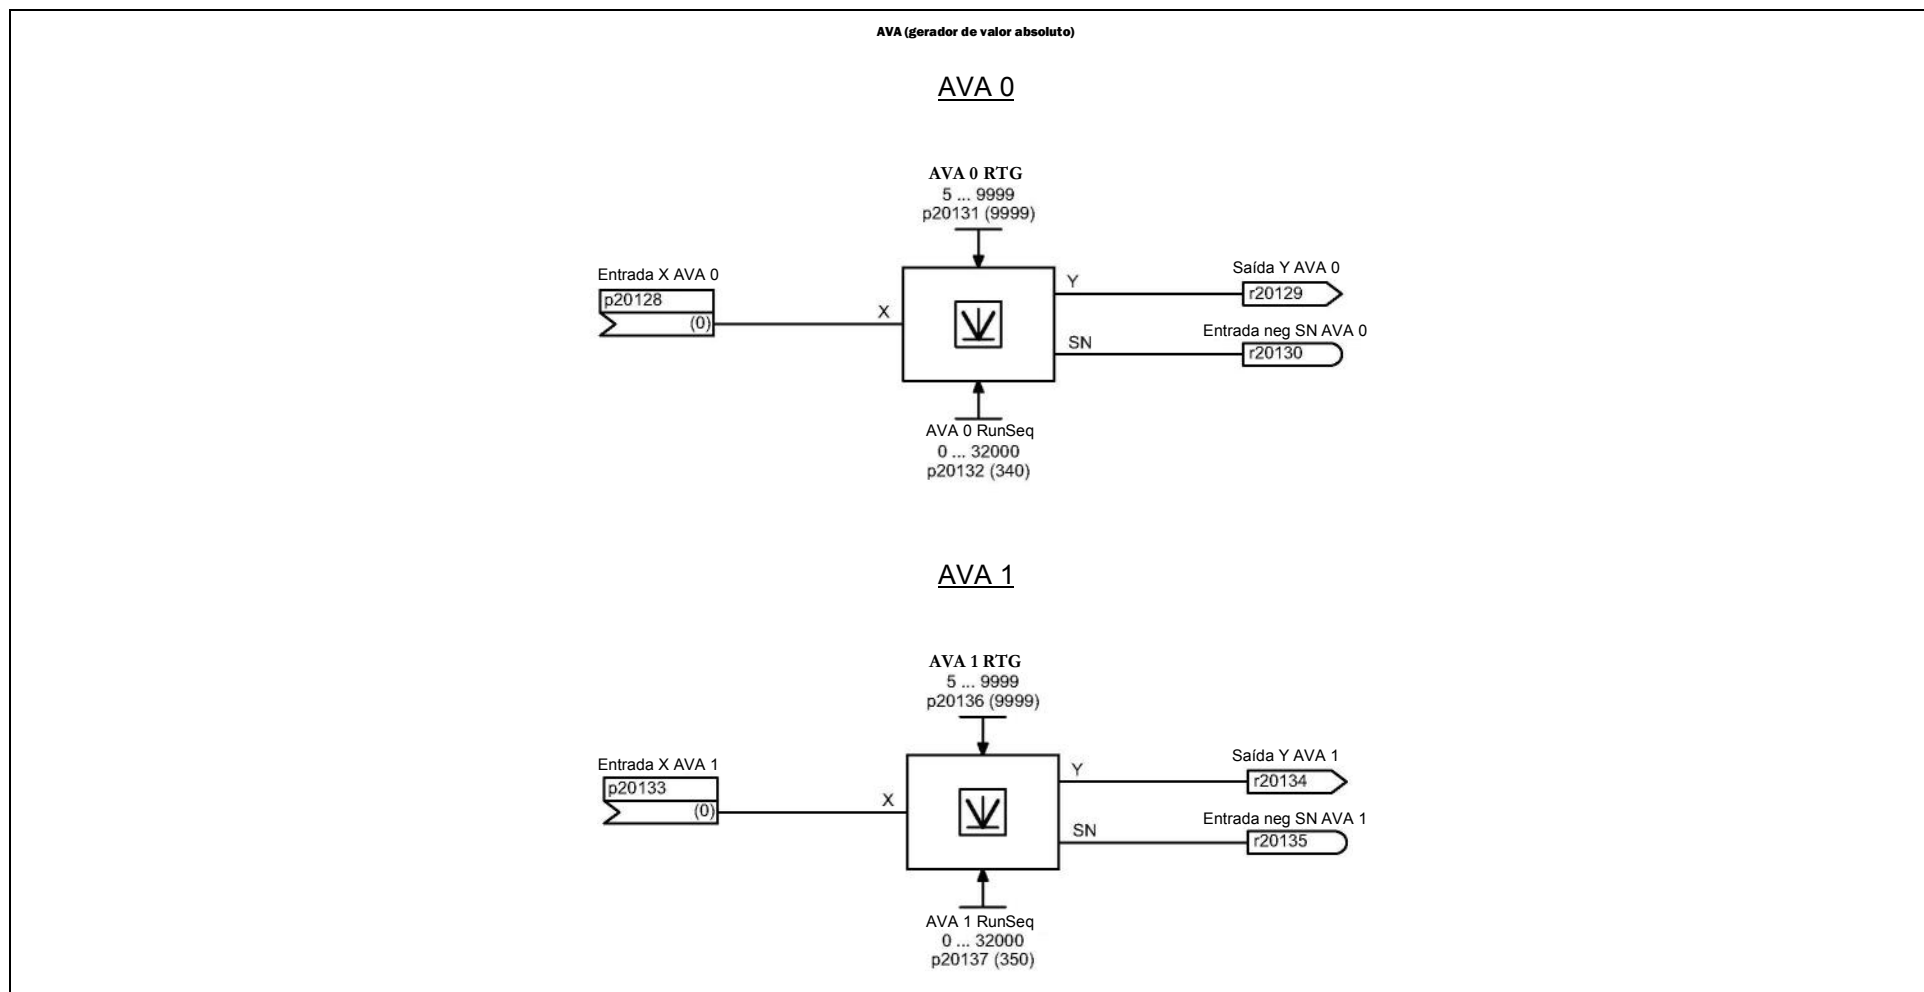 AVA (gerador de valor absoluto)
AVA 0
AVA 0 RTG
5 ... 9999
p20131 (9999)
Entrada X AVA 0
p20128
(0)
X
Y
SN
Saída Y AVA 0
r20129
Entrada neg SN AVA 0
r20130
AVA 0 RunSeq
0 ... 32000
p20132 (340)
AVA 1
AVA 1 RTG
5 ... 9999
p20136 (9999)
Entrada X AVA 1
p20133
(0)
X
Y
SN
Saída Y AVA 1
r20134
Entrada neg SN AVA 1
r20135
AVA 1 RunSeq
0 ... 32000
p20137 (350)